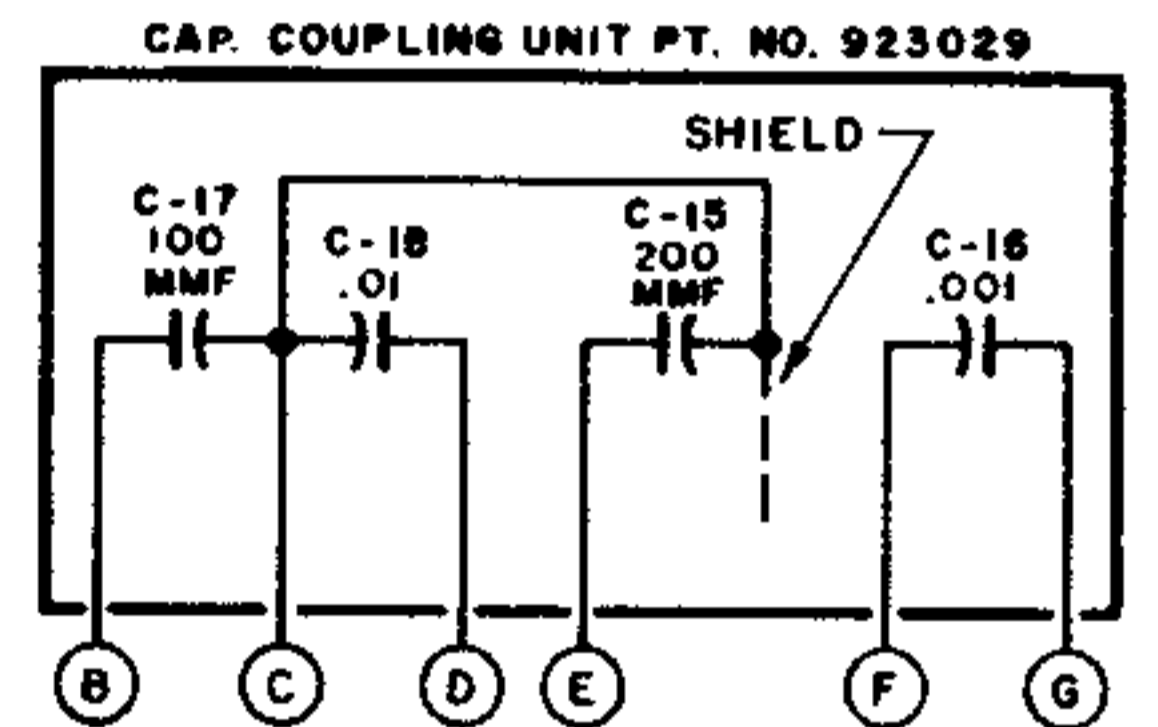 CAP. COUPLING UNIT PT. NO. 923029
SHIELD
C-17
100
MMF
C-18
.01
C-15
200
MMF
C-16
.001
B
C
D
E
F
G